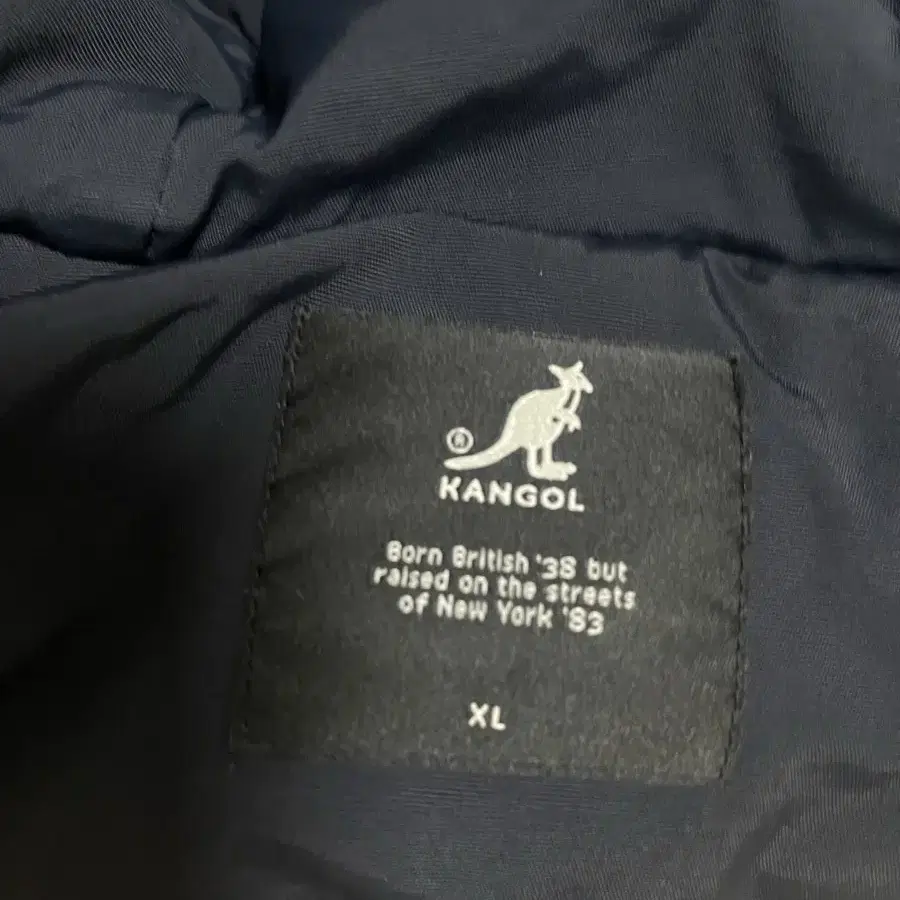 ®
KANGOL
Born British '38 but
raised on the streets
of New York '83
XL